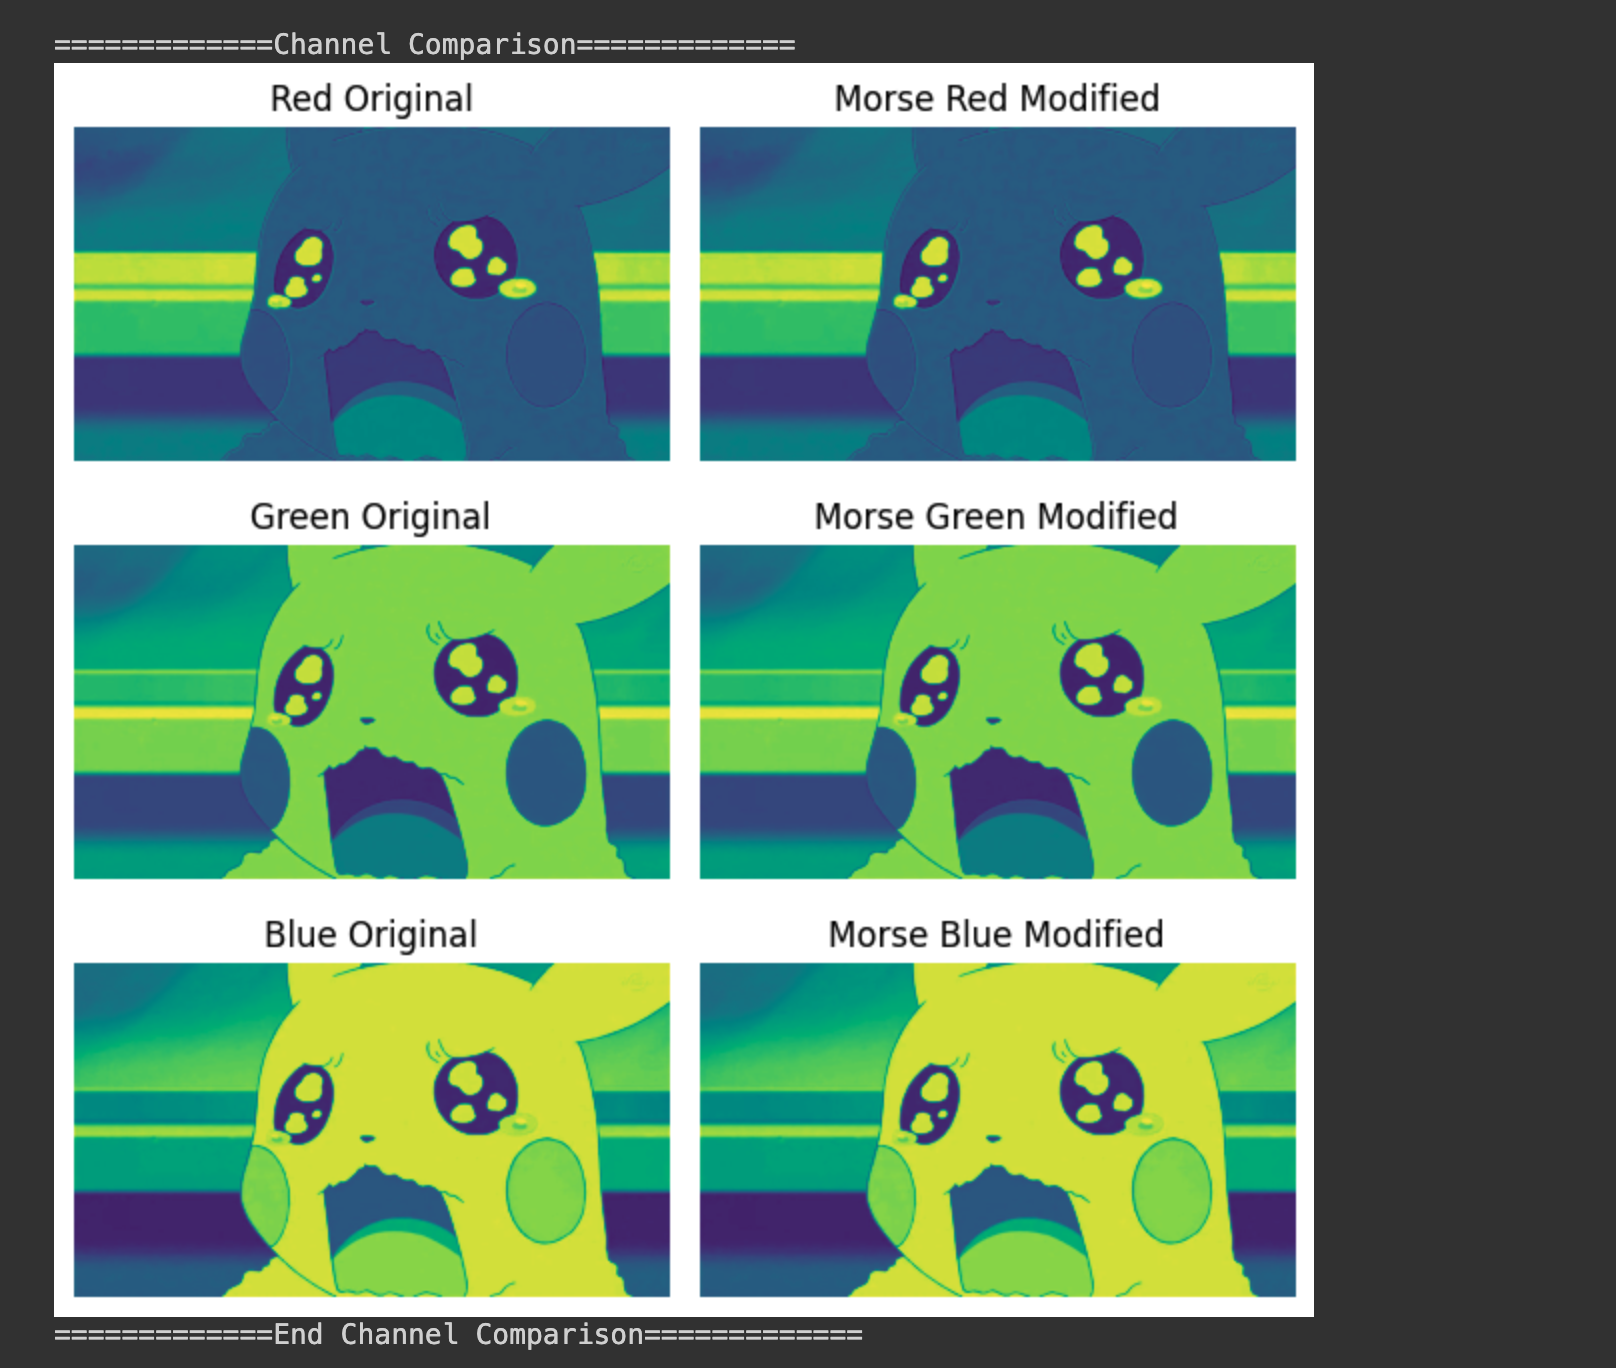 =============Channel Comparison=============
Red Original
Morse Red Modified
Green Original
Morse Green Modified
Blue Original
Morse Blue Modified
=============End Channel Comparison=============